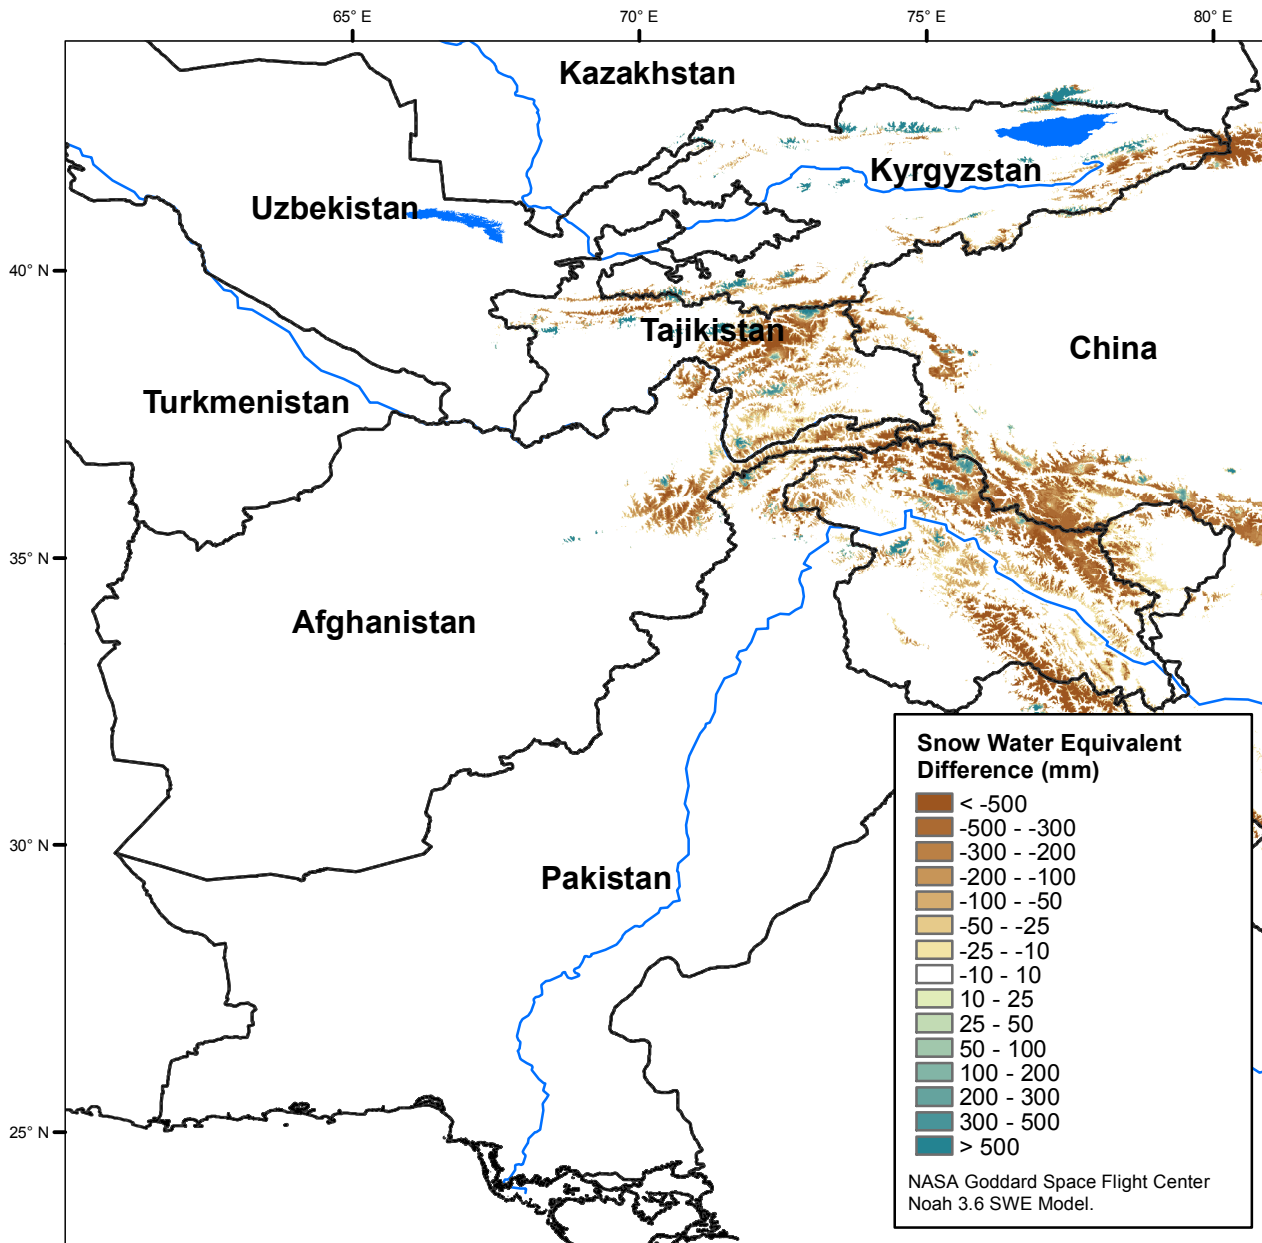 65° E
70° E
75° E
80° E
Kazakhstan
Kyrgyzstan
Uzbekistan
40° N
Tajikistan
China
Turkmenistan
35° N
Afghanistan
Snow Water Equivalent
Difference (mm)
< -500
-500 - -300
-300 - -200
-200 - -100
-100 - -50
-50 - -25
-25 - -10
-10 - 10
10 - 25
25 - 50
50 - 100
100 - 200
200 - 300
300 - 500
> 500
NASA Goddard Space Flight Center
Noah 3.6 SWE Model.
30° N
Pakistan
25° N